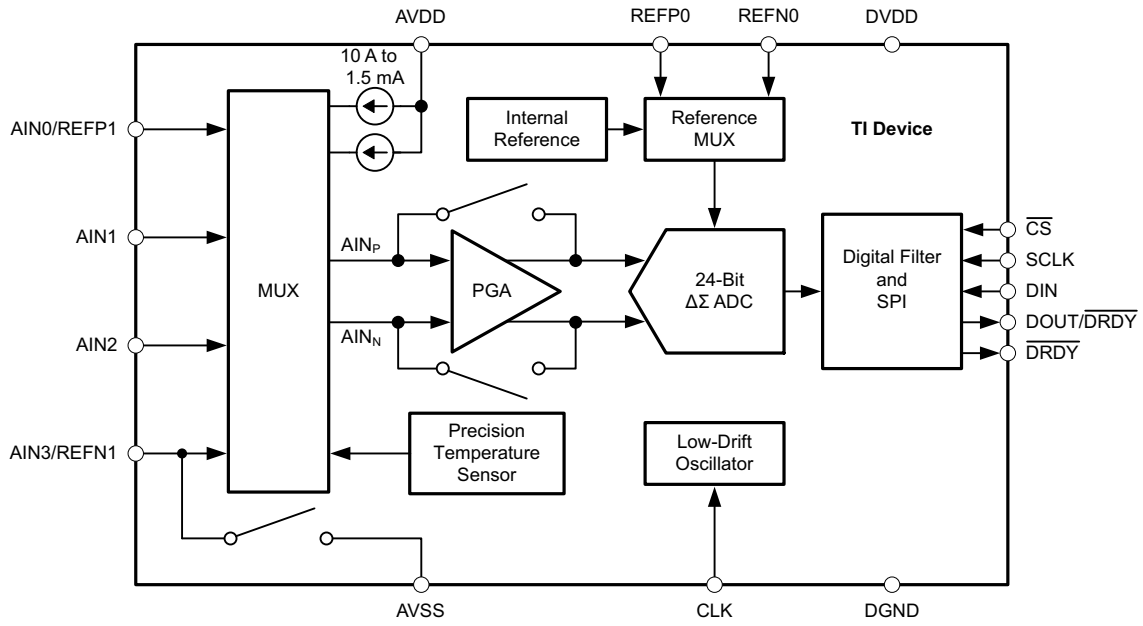 AVDD
REFP0
REFN0
DVDD
10 A to
1.5 mA
AIN0/REFP1
Internal
Reference
Reference
MUX
TI Device
AIN1
AINP
MUX
PGA
24-Bit
ΔΣ ADC
Digital Filter
and
SPI
CS
SCLK
DIN
DOUT/DRDY
DRDY
AINN
AIN2
AIN3/REFN1
Precision
Temperature
Sensor
Low-Drift
Oscillator
AVSS
CLK
DGND